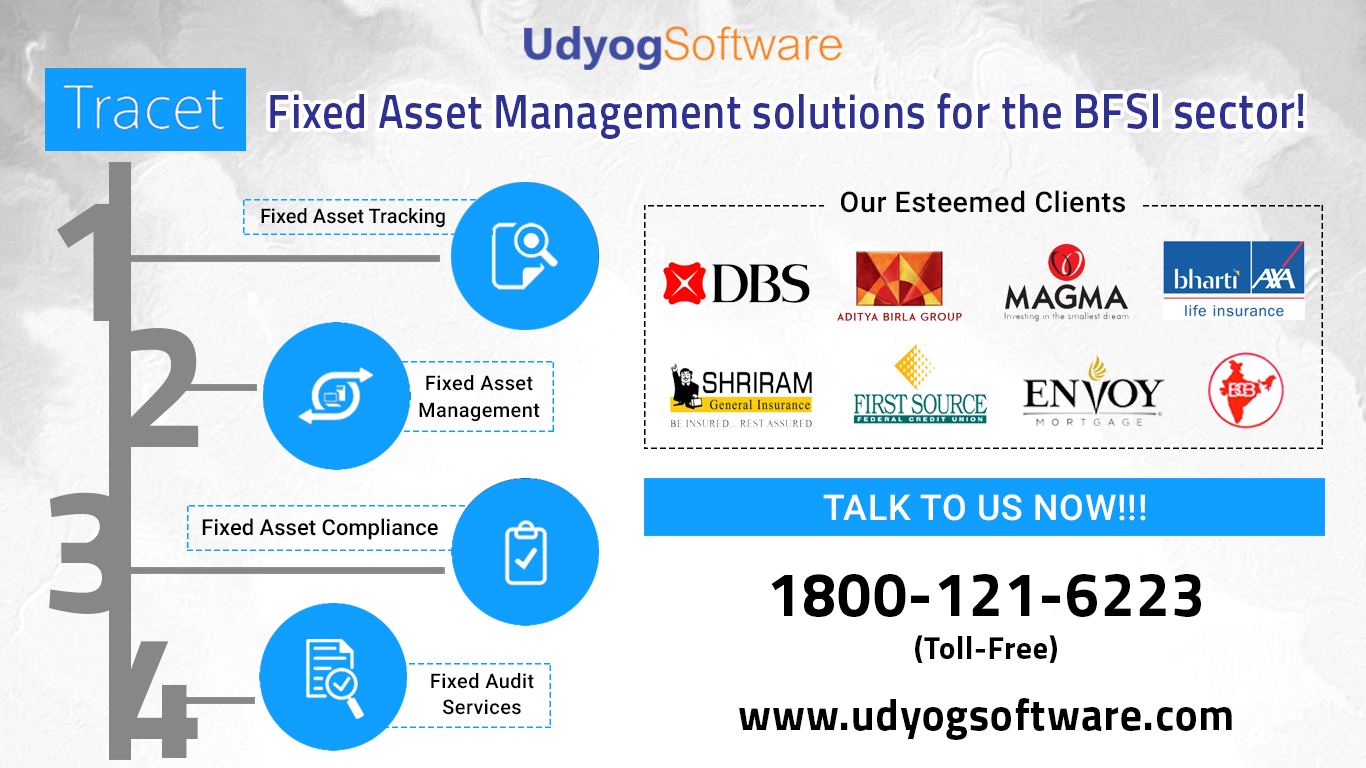 UdyogSoftware
Tracet
Fixed Asset Management solutions for the BFSI sector!
1
Fixed Asset Tracking
2
Fixed Asset
Management
3
Fixed Asset Compliance
4
Fixed Audit
Services
Our Esteemed Clients
DBS
ADITYA BIRLA GROUP
MAGMA
Investing in the smallest dream
bharti AXA
life insurance
SHRIRAM
General Insurance
BE INSURED... REST ASSURED
FIRST SOURCE
FEDERAL CREDIT UNION
ENVOY
MORTGAGE
TALK TO US NOW!!!
1800-121-6223
(Toll-Free)
www.udyogsoftware.com